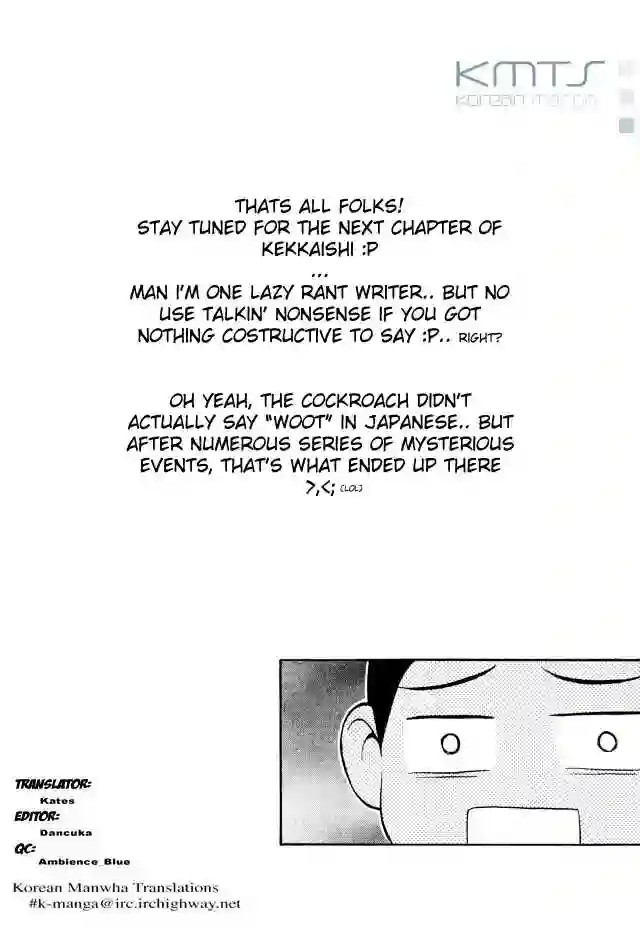 KMTS
Korean manga
THATS ALL FOLKS!
STAY TUNED FOR THE NEXT CHAPTER OF
KEKKAISHI :P
...
MAN I'M ONE LAZY RANT WRITER.. BUT NO
USE TALKIN' NONSENSE IF YOU GOT
NOTHING COSTRUCTIVE TO SAY :P.. RIGHT?
OH YEAH, THE COCKROACH DIDN'T
ACTUALLY SAY "WOOT" IN JAPANESE.. BUT
AFTER NUMEROUS SERIES OF MYSTERIOUS
EVENTS, THAT'S WHAT ENDED UP THERE
>,<; (LOL)
TRANSLATOR:
Kates
EDITOR:
Dancuka
QC:
Ambience_Blue
Korean Manwha Translations
#k-manga@irc.irchighway.net